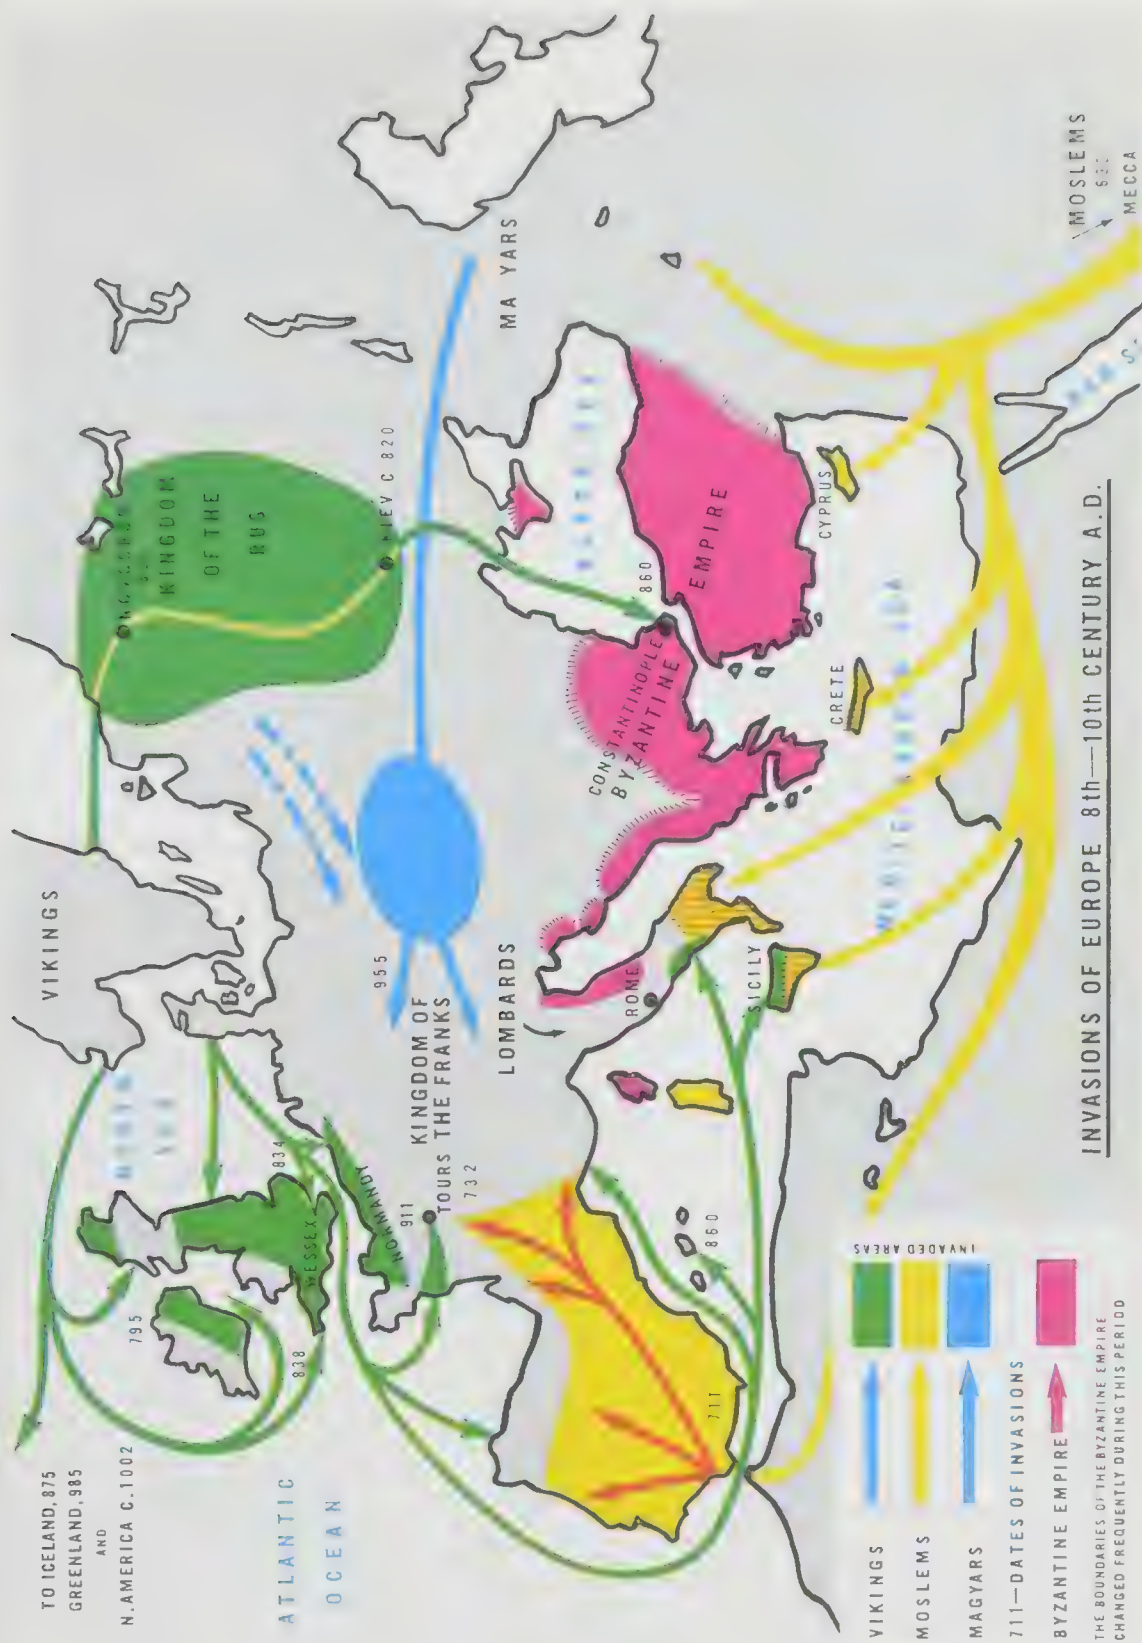 TO ICELAND, 875
GREENLAND, 985
AND
N. AMERICA C.1002
ATLANTIC
OCEAN
VIKINGS
795
838
834
WESSEX
NORMANDY
911
TOURS
732
KINGDOM OF
THE FRANKS
955
LOMBARDS
ROME
SICILY
KINGDOM
OF THE
RUS
C 820
MA YARS
860
CONSTANTINOPLE
BYZANTINE
EMPIRE
CRETE
CYPRUS
860
711
MOSLEMS
MECCA
INVASIONS OF EUROPE 8th—10th CENTURY A.D.
VIKINGS
MOSLEMS
MAGYARS
INVADED AREAS
711—DATES OF INVASIONS
BYZANTINE EMPIRE
THE BOUNDARIES OF THE BYZANTINE EMPIRE
CHANGED FREQUENTLY DURING THIS PERIOD